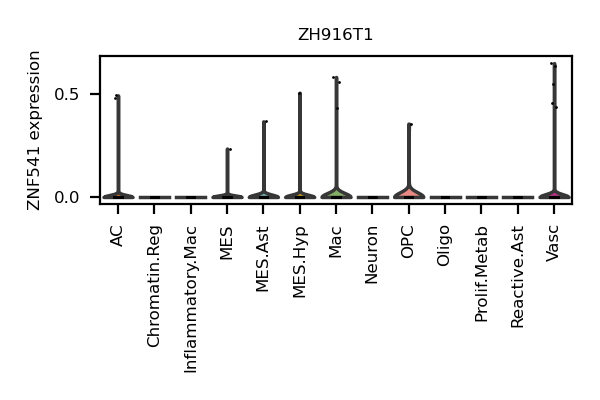 ZH916T1
ZNF541 expression
0.5
0.0
AC
Chromatin.Reg
Inflammatory.Mac
MES
MES.Ast
MES.Hyp
Mac
Neuron
OPC
Oligo
Prolif.Metab
Reactive.Ast
Vasc